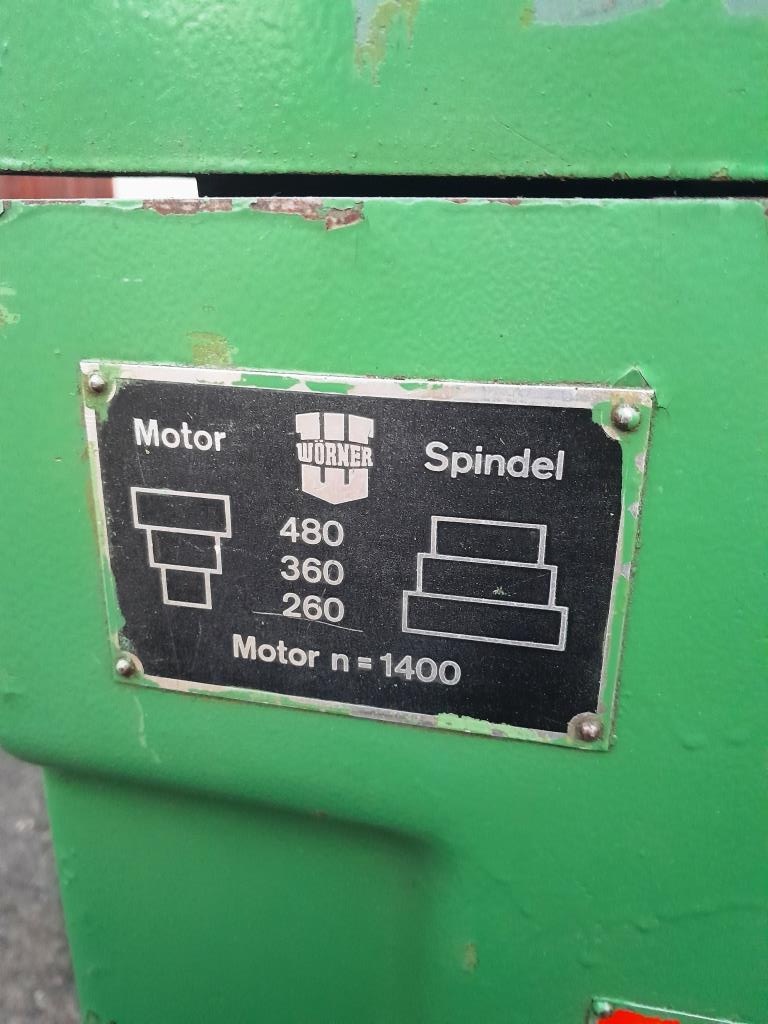 Motor
WÖRNER
Spindel
480
360
260
Motor n = 1400